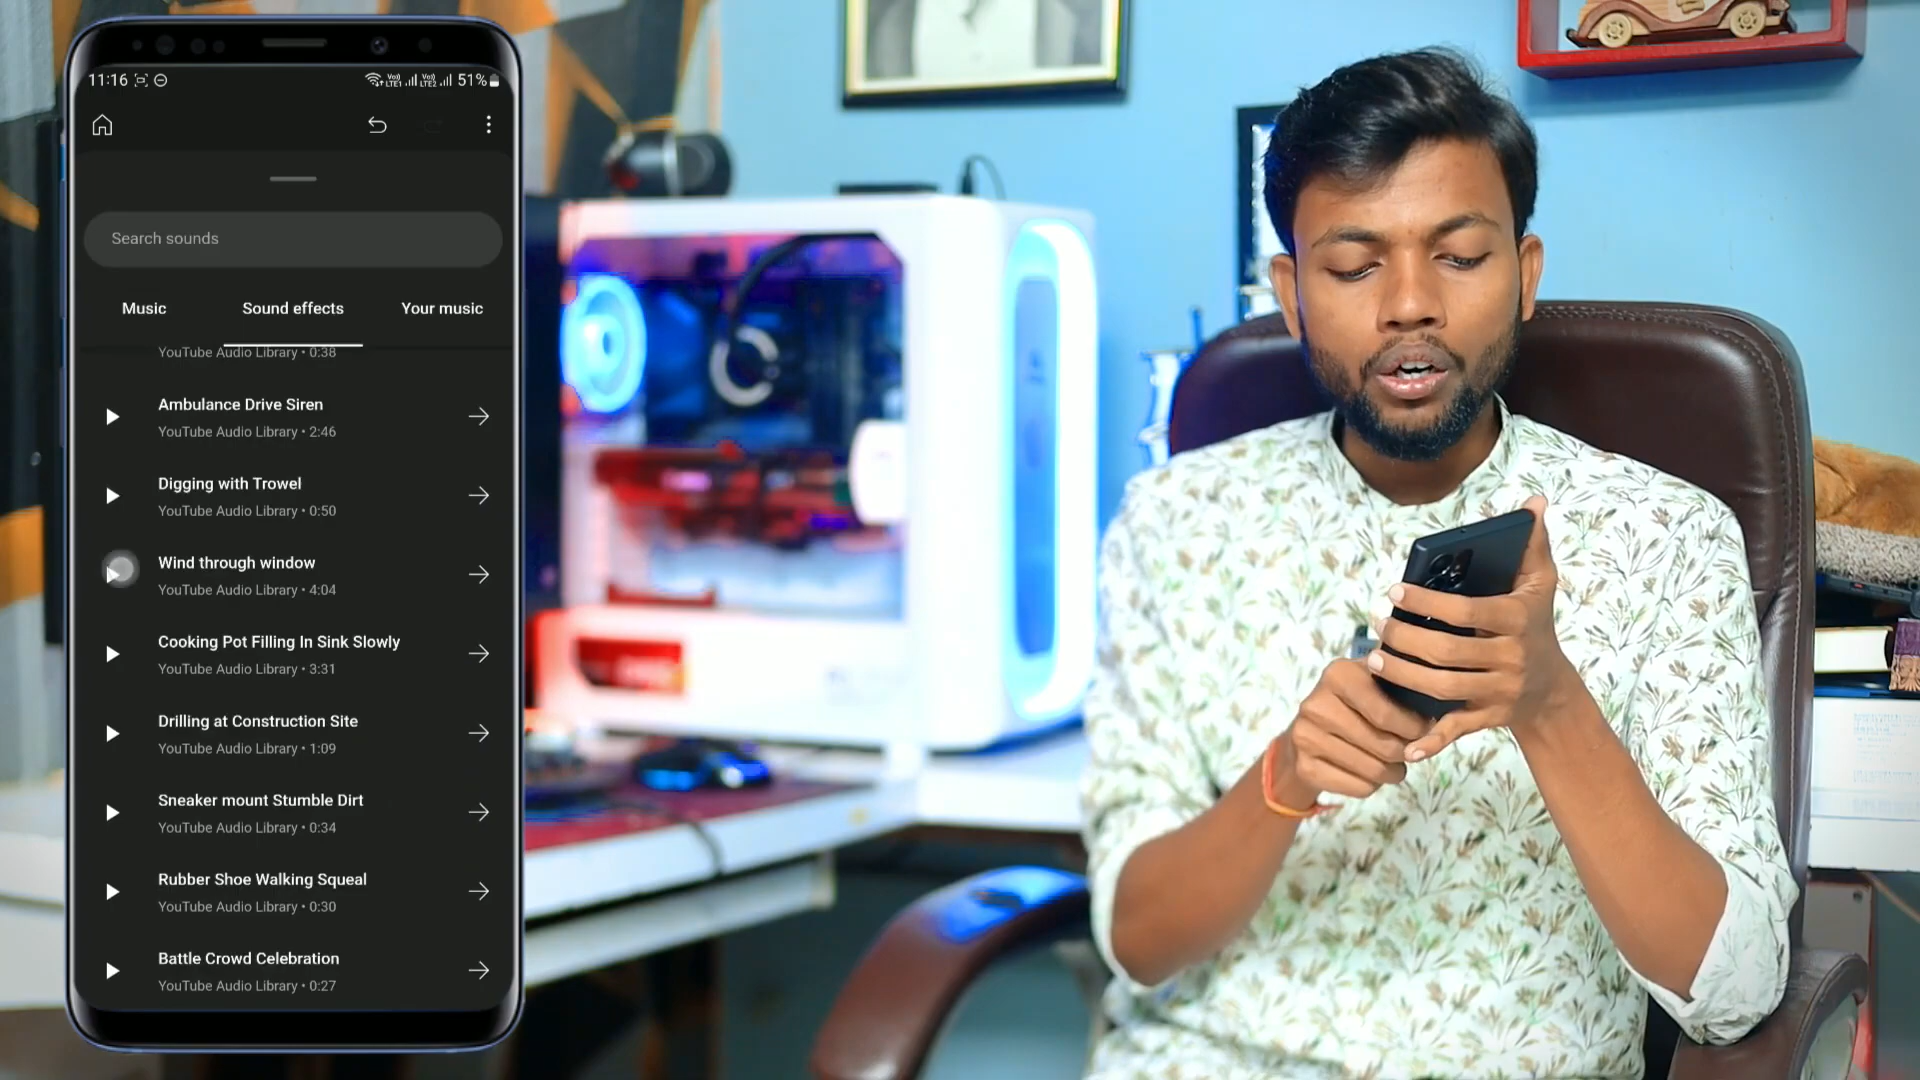 11:16
Vo)) LTE1 Vo)) LTE2 51%
Search sounds
Music Sound effects Your music
YouTube Audio Library • 0:38
Ambulance Drive Siren
YouTube Audio Library • 2:46
Digging with Trowel
YouTube Audio Library • 0:50
Wind through window
YouTube Audio Library • 4:04
Cooking Pot Filling In Sink Slowly
YouTube Audio Library • 3:31
Drilling at Construction Site
YouTube Audio Library • 1:09
Sneaker mount Stumble Dirt
YouTube Audio Library • 0:34
Rubber Shoe Walking Squeal
YouTube Audio Library • 0:30
Battle Crowd Celebration
YouTube Audio Library • 0:27